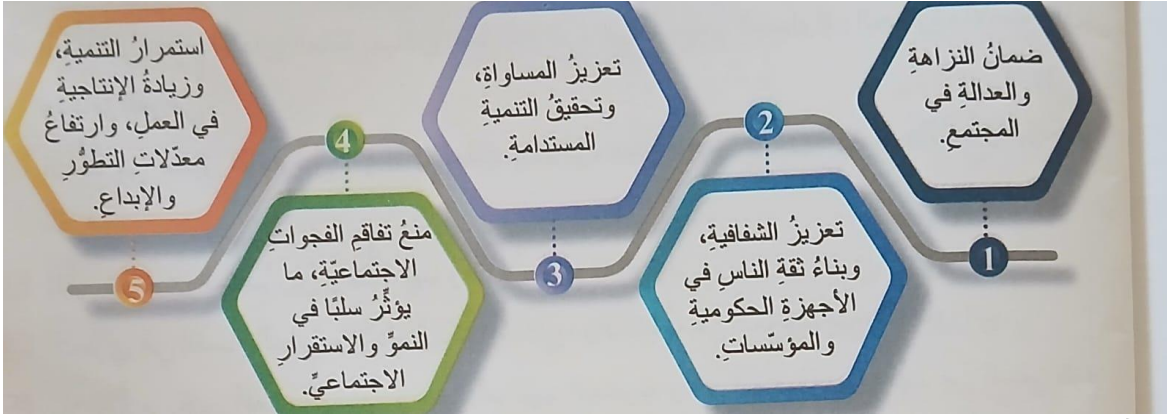 ضمانُ النزاهةِ
والعدالةِ في
المجتمعِ.
1
2
تعزيزُ الشفافيةِ،
وبناءُ ثقةِ الناسِ في
الأجهزةِ الحكوميةِ
والمؤسّساتِ.
تعزيزُ المساواةِ،
وتحقيقُ التنميةِ
المستدامةِ.
3
4
منعُ تفاقمِ الفجواتِ
الاجتماعيّةِ، ما
يؤثِّرُ سلبًا في
النموِّ والاستقرارِ
الاجتماعيِّ.
استمرارُ التنميةِ،
وزيادةُ الإنتاجيةِ
في العملِ، وارتفاعُ
معدّلاتِ التطوُّرِ
والإبداعِ.
5